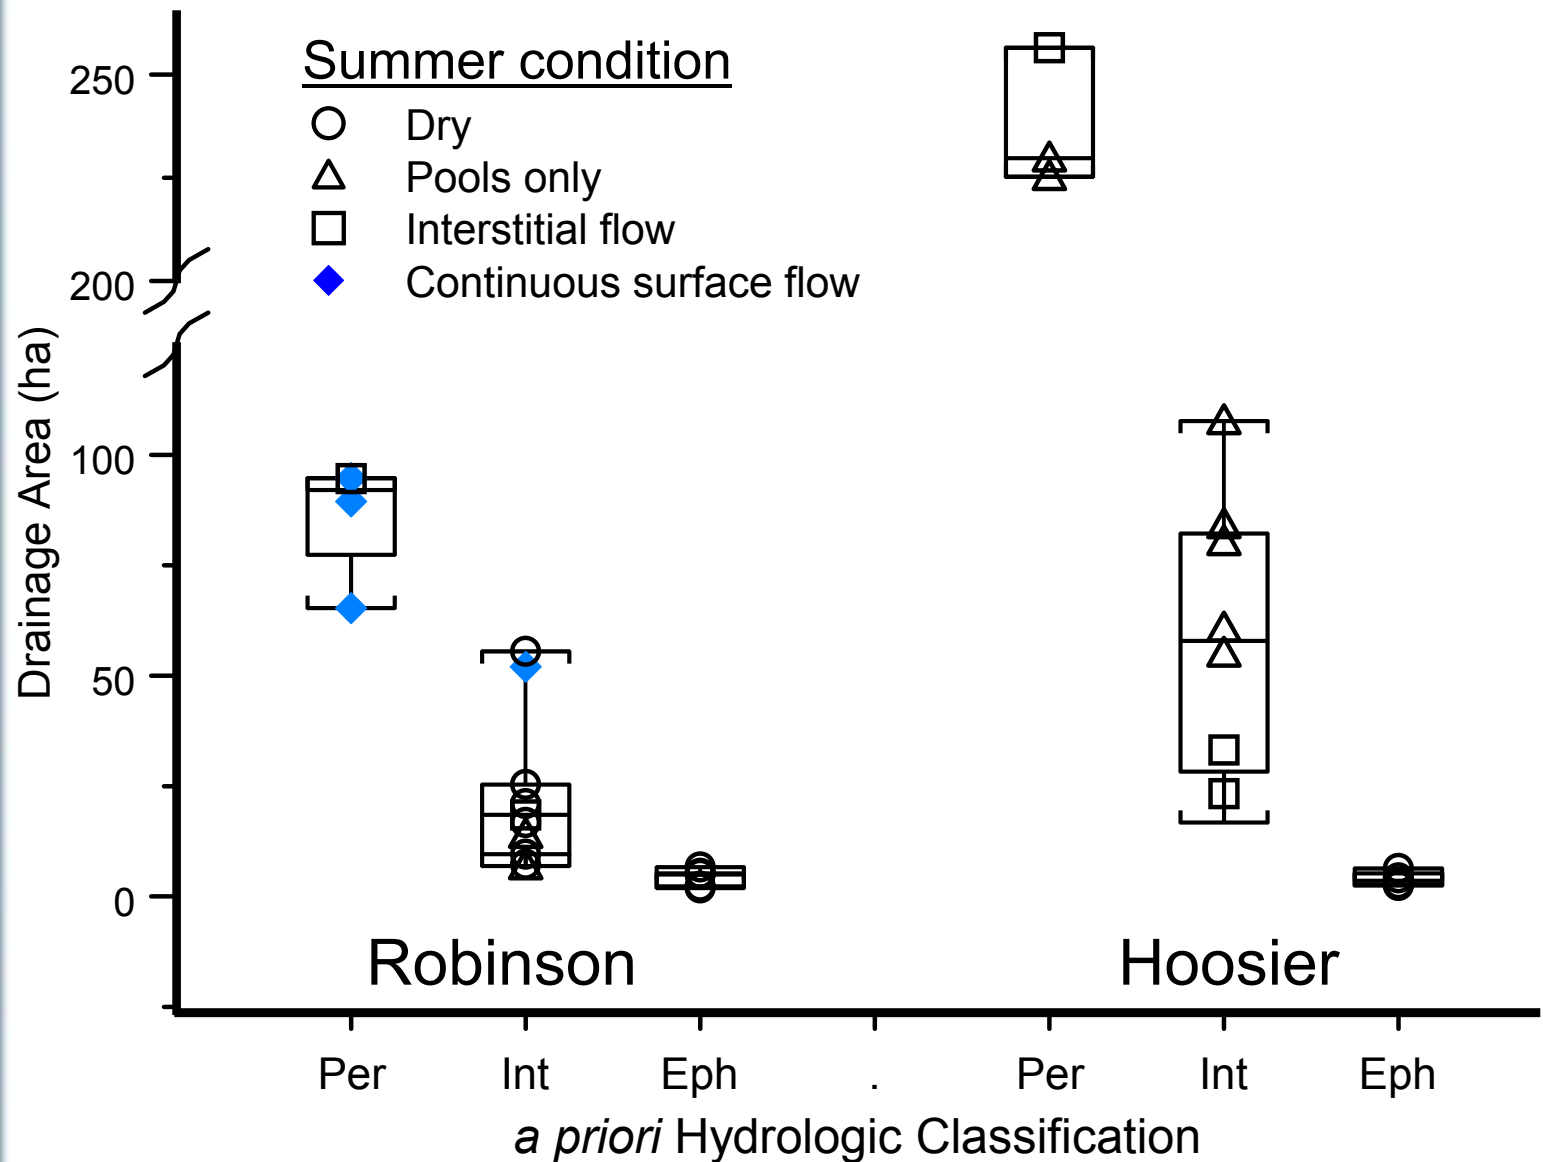 Summer condition
Dry
Pools only
Interstitial flow
Continuous surface flow
Drainage Area (ha)
250
200
100
50
0
Robinson Hoosier
Per Int Eph . Per Int Eph
a priori Hydrologic Classification